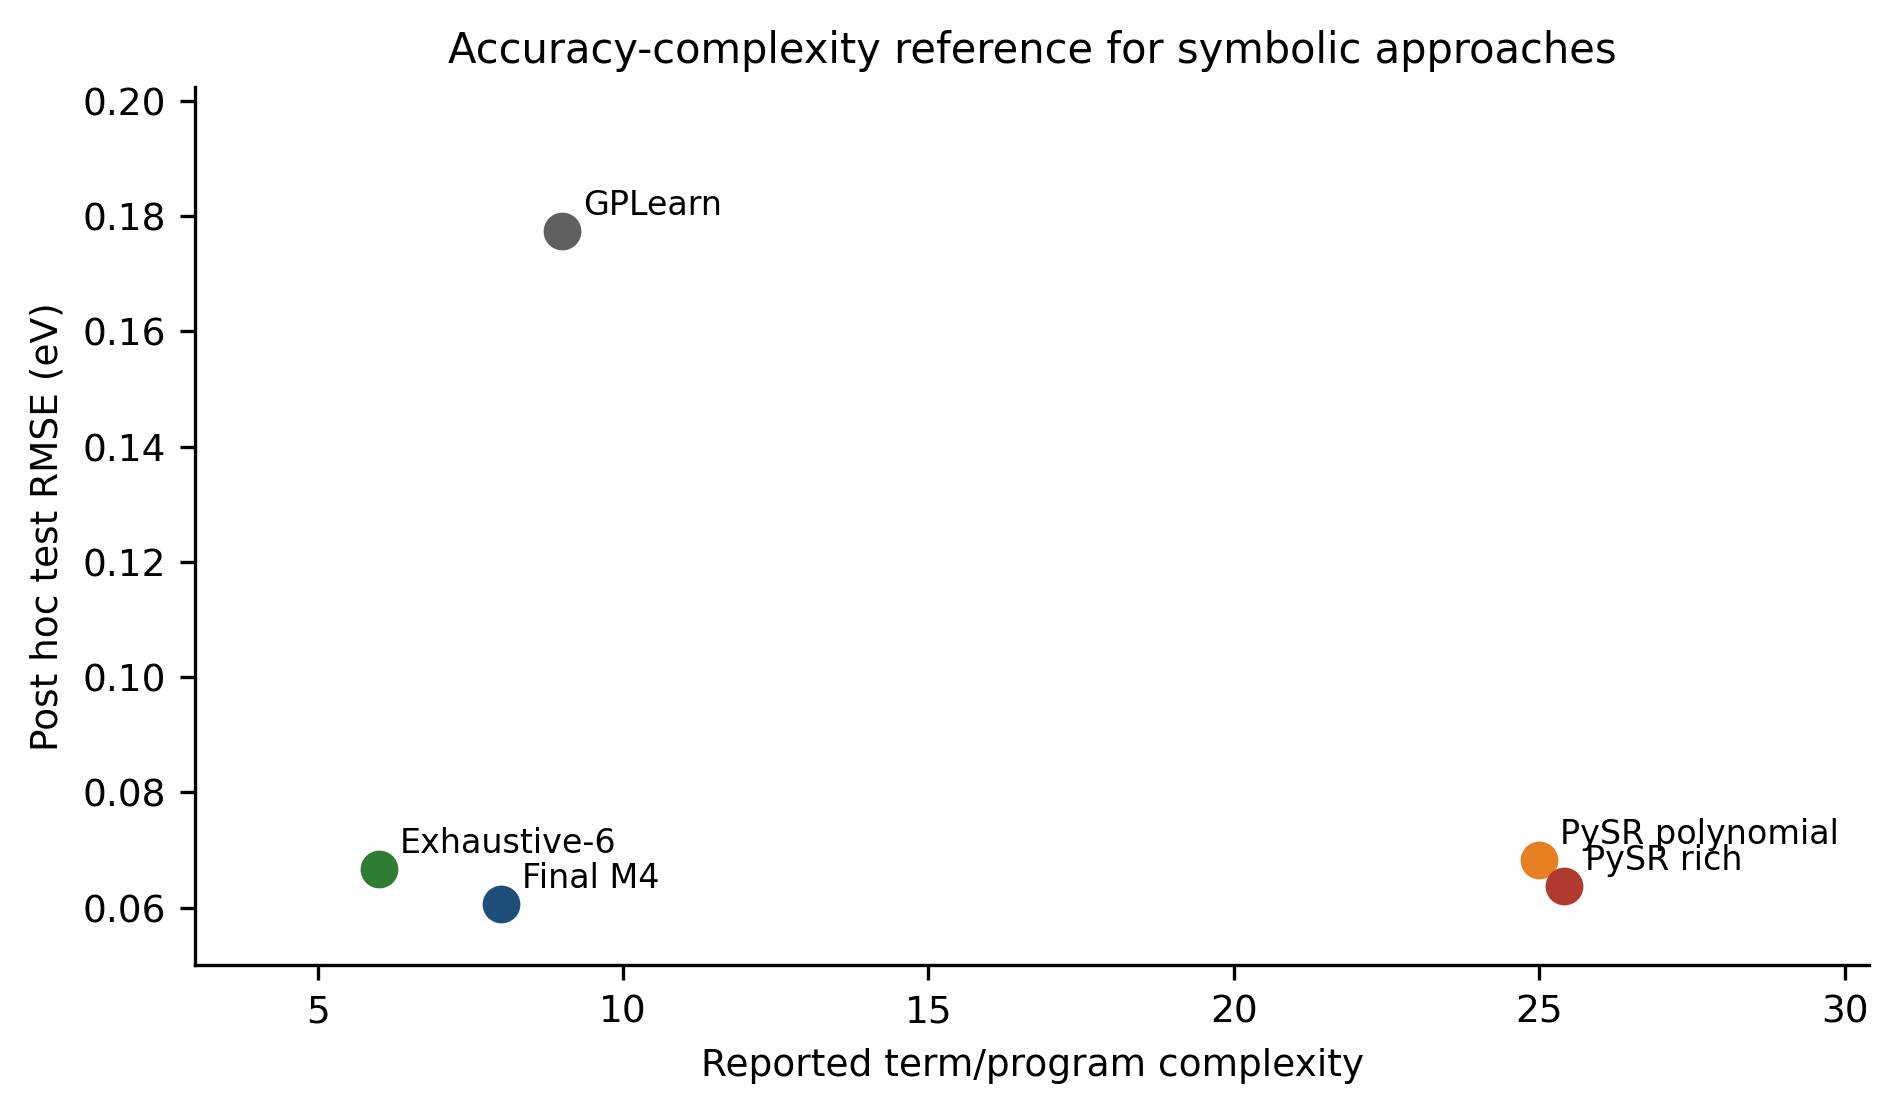 Accuracy-complexity reference for symbolic approaches
Post hoc test RMSE (eV)
0.20
0.18
0.16
0.14
0.12
0.10
0.08
0.06
GPLearn
Exhaustive-6
Final M4
PySR polynomial
PySR rich
5
10
15
20
25
30
Reported term/program complexity